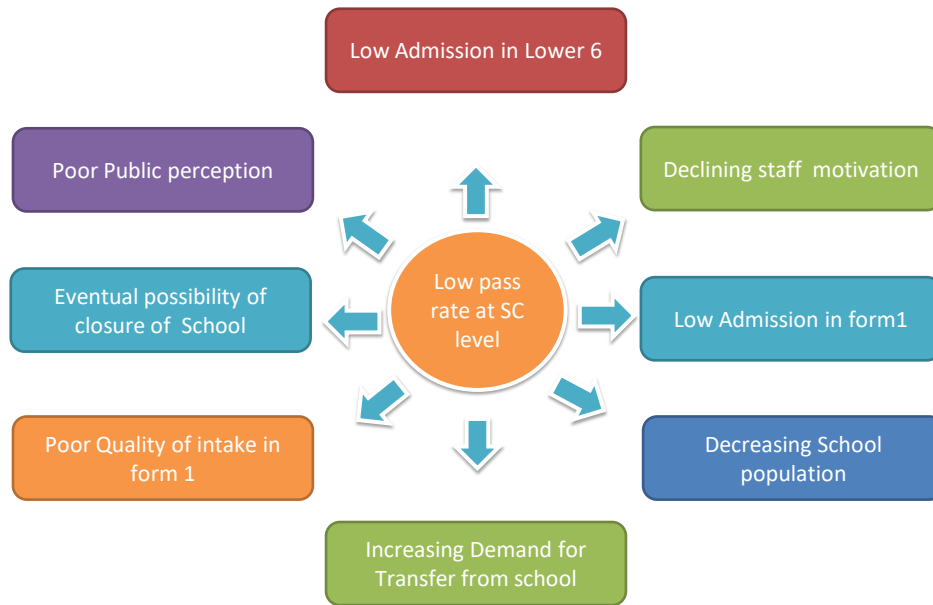 Low Admission in Lower 6
Poor Public perception
Declining staff motivation
Eventual possibility of
closure of School
Low pass
rate at SC
level
Low Admission in form1
Poor Quality of intake in
form 1
Decreasing School
population
Increasing Demand for
Transfer from school